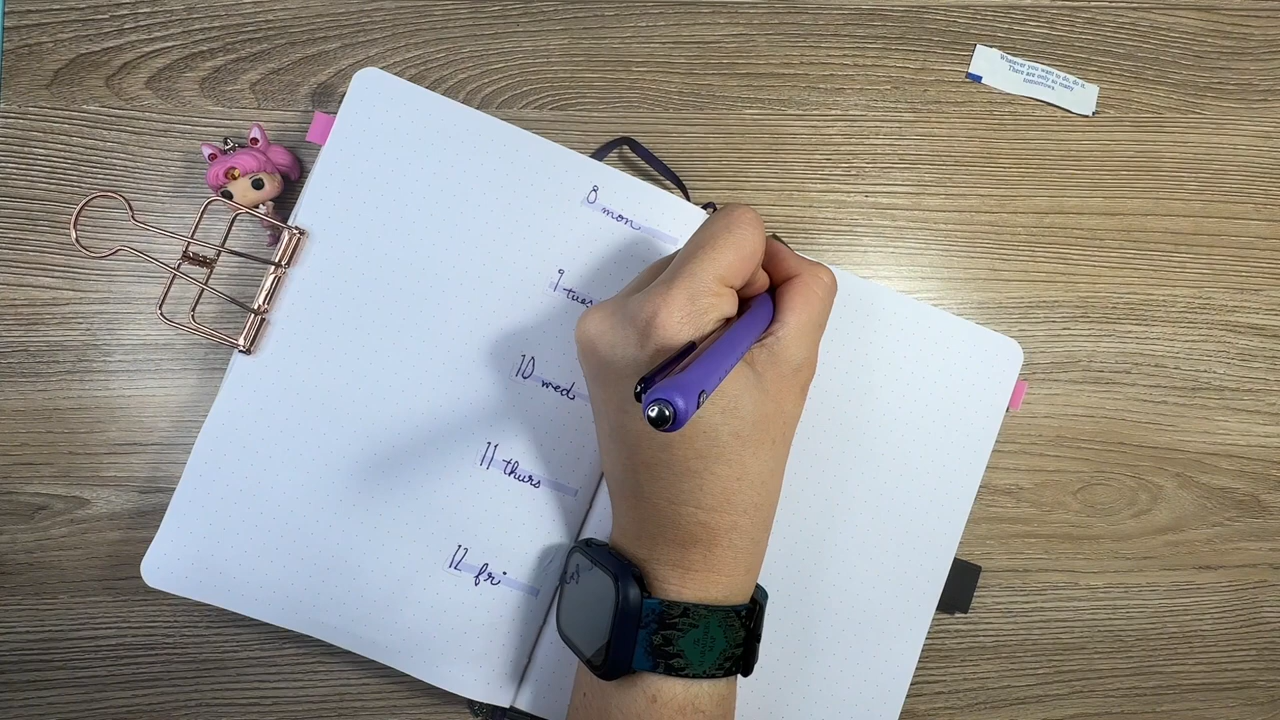 Whatever you want to do, do it.
There are only so many
tomorrows.
8 mon
9 tues
10 wed
11 thurs
12 fri